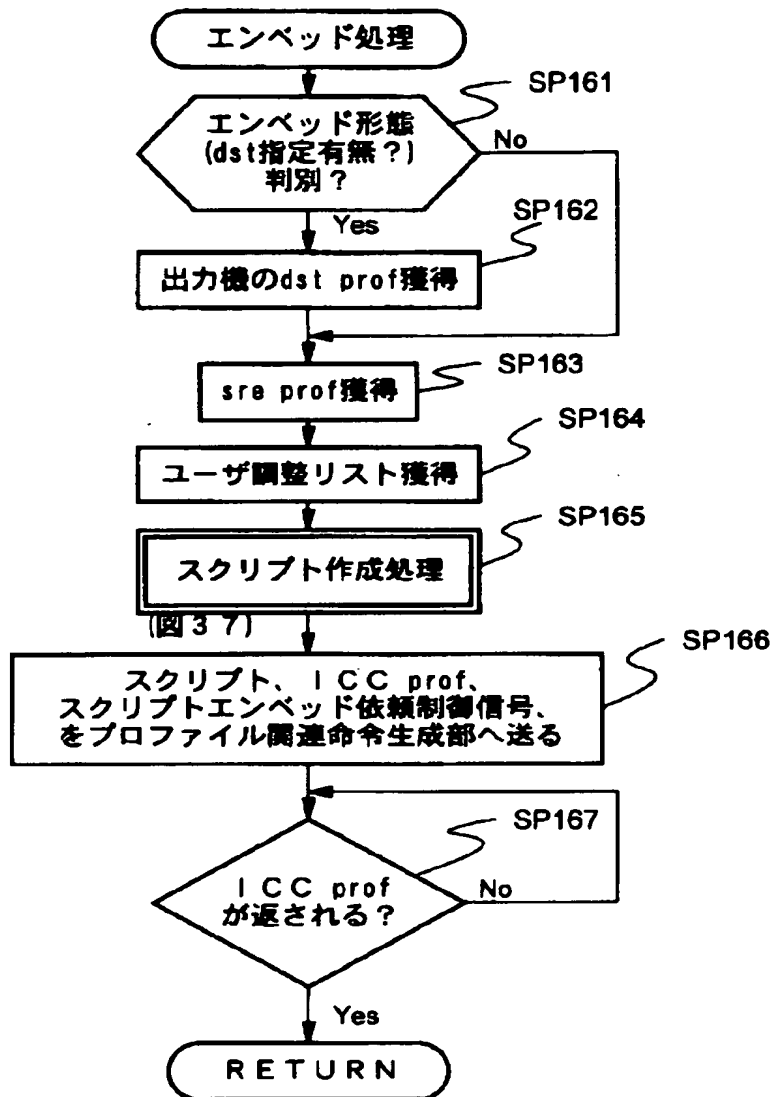 エンベッド処理
SP161
エンベッド形態
(dst指定有無？)
判別？
No
Yes
SP162
出力機のdst prof獲得
SP163
sre prof獲得
SP164
ユーザ調整リスト獲得
SP165
スクリプト作成処理
(図３７)
SP166
スクリプト、ＩＣＣ prof、
スクリプトエンベッド依頼制御信号、
をプロファイル関連命令生成部へ送る
SP167
ＩＣＣ prof
が返される？
No
Yes
ＲＥＴＵＲＮ